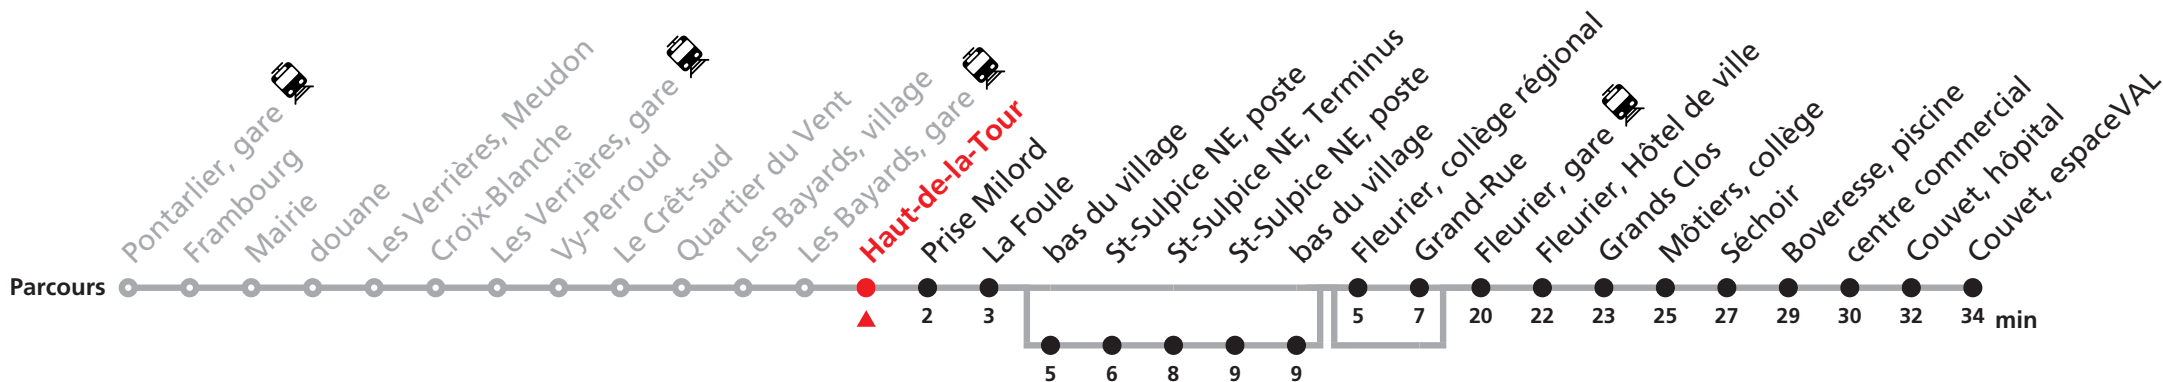 Pontarlier, gare
Frambourg
Mairie
douane
Les Verrières, Meudon
Croix-Blanche
Les Verrières, gare
Vy-Perroud
Le Crêt-sud
Quartier du Vent
Les Bayards, village
Les Bayards, gare
Haut-de-la-Tour
Prise Milord
La Foule
bas du village
St-Sulpice NE, poste
St-Sulpice NE, Terminus
St-Sulpice NE, poste
bas du village
Fleurier, collège régional
Grand-Rue
Fleurier, gare
Fleurier, Hôtel de ville
Grands Clos
Môtiers, collège
Séchoir
Boveresse, piscine
centre commercial
Couvet, hôpital
Couvet, espaceVAL
Parcours
2 3 5 7 20 22 23 25 27 29 30 32 34 min
5 6 8 9 9